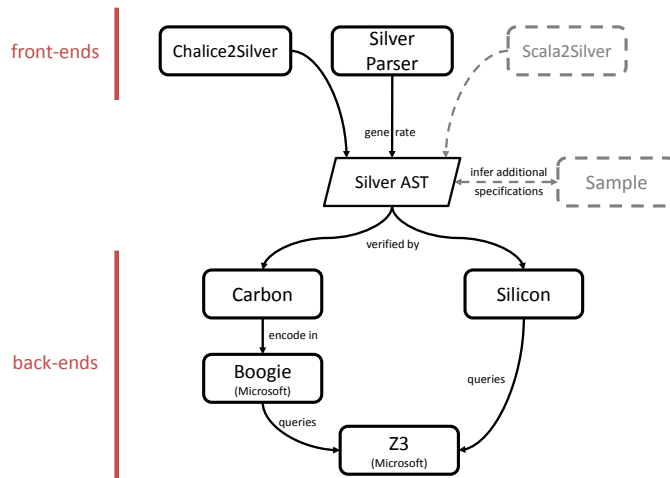 front-ends
Chalice2Silver
Silver
Parser
Scala2Silver
generate
Silver AST
infer additional
specifications
Sample
verified by
Carbon
Silicon
encode in
back-ends
Boogie
(Microsoft)
queries
queries
Z3
(Microsoft)